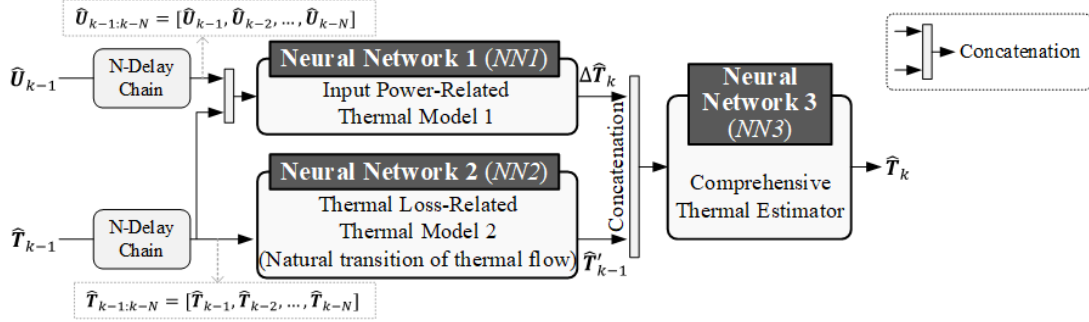 Û_{k-1:k-N} = [Û_{k-1}, Û_{k-2}, ..., Û_{k-N}]
Û_{k-1}
N-Delay
Chain
Neural Network 1 (NN1)
Input Power-Related
Thermal Model 1
ΔT̂_k
Concatenation
Neural
Network 3
(NN3)
Comprehensive
Thermal Estimator
T̂_k
Concatenation
T̂_{k-1}
N-Delay
Chain
Neural Network 2 (NN2)
Thermal Loss-Related
Thermal Model 2
(Natural transition of thermal flow)
T̂'_{k-1}
T̂_{k-1:k-N} = [T̂_{k-1}, T̂_{k-2}, ..., T̂_{k-N}]